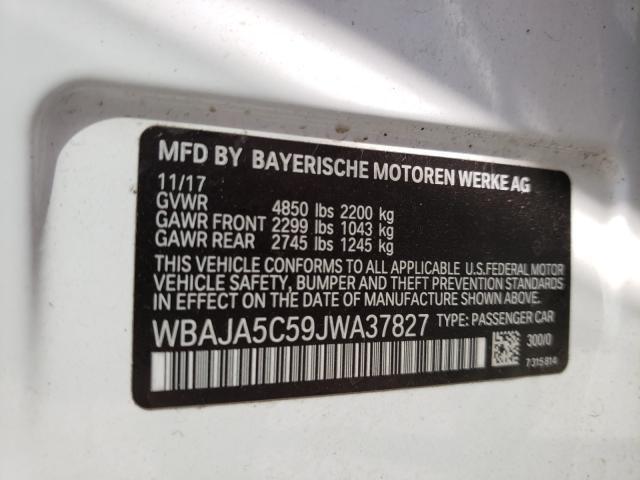 MFD BY BAYERISCHE MOTOREN WERKE AG
11/17
GVWR 4850 lbs 2200 kg
GAWR FRONT 2299 lbs 1043 kg
GAWR REAR 2745 lbs 1245 kg
THIS VEHICLE CONFORMS TO ALL APPLICABLE U.S.FEDERAL MOTOR
VEHICLE SAFETY, BUMPER AND THEFT PREVENTION STANDARDS
IN EFFECT ON THE DATE OF MANUFACTURE SHOWN ABOVE.
WBAJA5C59JWA37827 TYPE: PASSENGER CAR
300/0
7315814